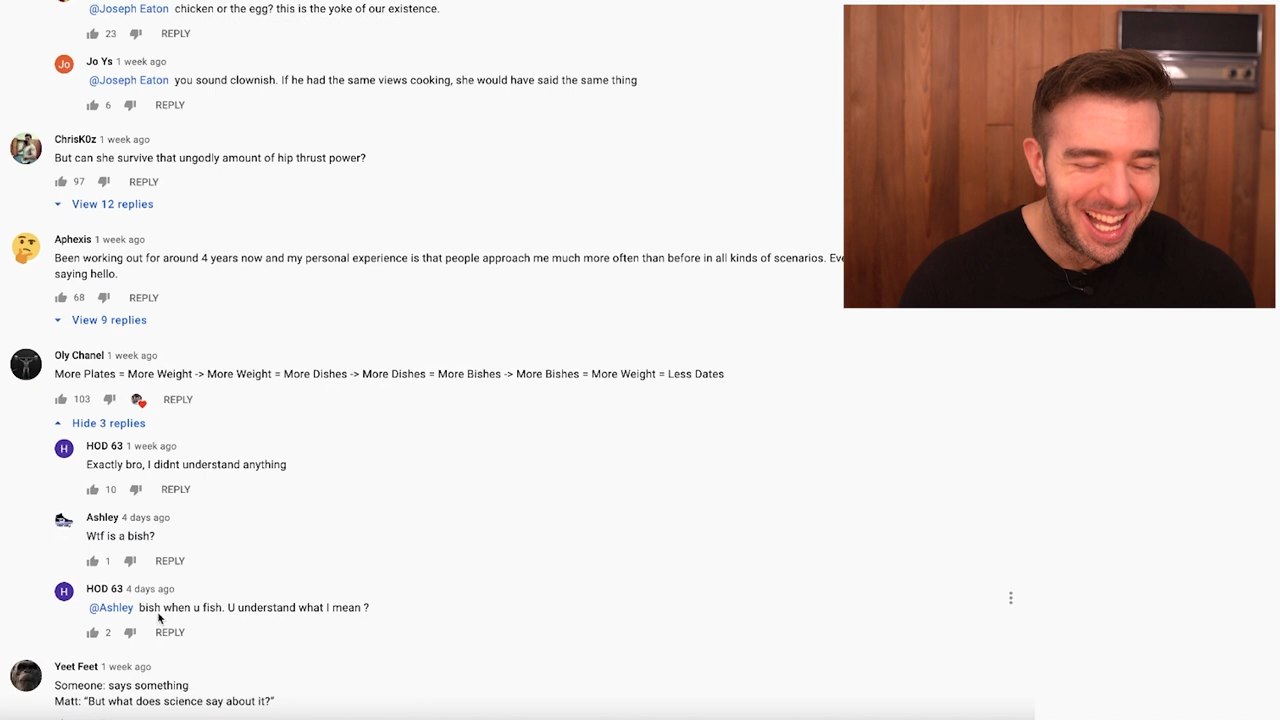 @Joseph Eaton chicken or the egg? this is the yoke of our existence.
23 REPLY
Jo
Jo Ys 1 week ago
@Joseph Eaton you sound clownish. If he had the same views cooking, she would have said the same thing
6 REPLY
ChrisK0z 1 week ago
But can she survive that ungodly amount of hip thrust power?
97 REPLY
View 12 replies
Aphexis 1 week ago
Been working out for around 4 years now and my personal experience is that people approach me much more often than before in all kinds of scenarios.
saying hello.
68 REPLY
View 9 replies
Oly Chanel 1 week ago
More Plates = More Weight -> More Weight = More Dishes -> More Dishes = More Bishes -> More Bishes = More Weight = Less Dates
103 REPLY
Hide 3 replies
H
HOD 63 1 week ago
Exactly bro, I didnt understand anything
10 REPLY
Ashley 4 days ago
Wtf is a bish?
1 REPLY
H
HOD 63 4 days ago
@Ashley bish when u fish. U understand what I mean ?
2 REPLY
Yeet Feet 1 week ago
Someone: says something
Matt: "But what does science say about it?"